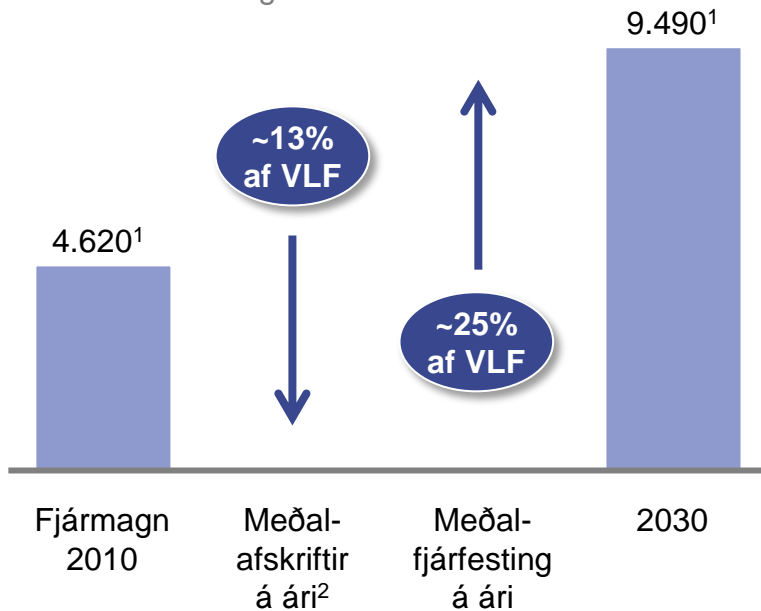 9.490¹
~13%
af VLF
4.620¹
~25%
af VLF
Fjármagn
2010
Meðal-
afskriftir
á ári²
Meðal-
fjárfesting
á ári
2030